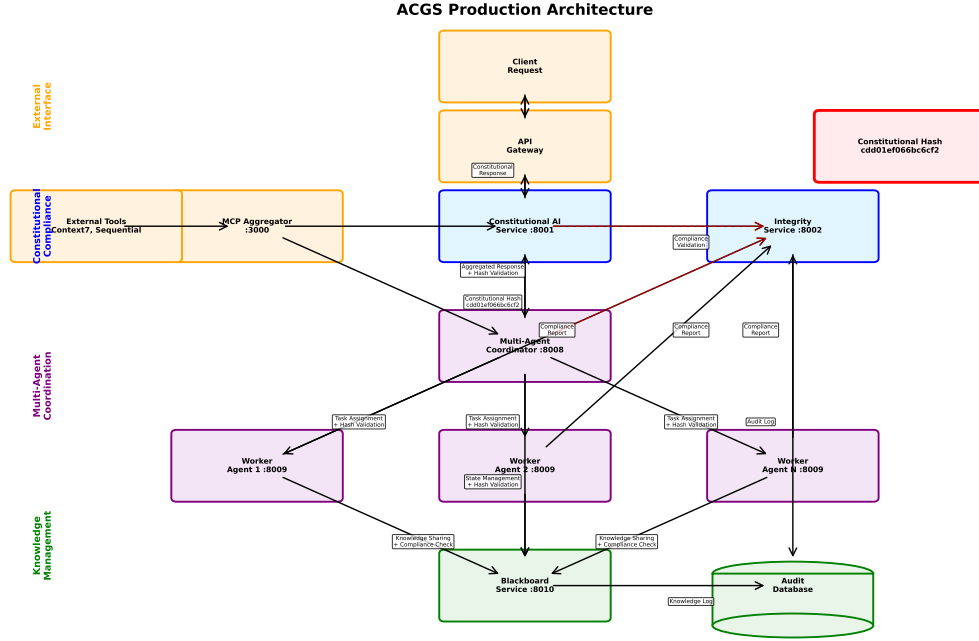 ACGS Production Architecture
External
Interface
Client
Request
API
Gateway
Constitutional
Response
Constitutional Hash
cdd01ef066bc6cf2
Constitutional
Compliance
External Tools
Context7, Sequential
MCP Aggregator
:3000
Constitutional AI
Service :8001
Integrity
Service :8002
Compliance
Validation
Aggregated Response
+ Hash Validation
Constitutional Hash
cdd01ef066bc6cf2
Multi-Agent
Coordination
Multi-Agent
Coordinator :8008
Compliance
Report
Compliance
Report
Compliance
Report
Task Assignment
+ Hash Validation
Task Assignment
+ Hash Validation
Task Assignment
+ Hash Validation
Audit Log
Worker
Agent 1 :8009
Worker
Agent 2 :8009
Worker
Agent N :8009
State Management
+ Hash Validation
Knowledge
Management
Knowledge Sharing
+ Compliance Check
Knowledge Sharing
+ Compliance Check
Blackboard
Service :8010
Knowledge Log
Audit
Database